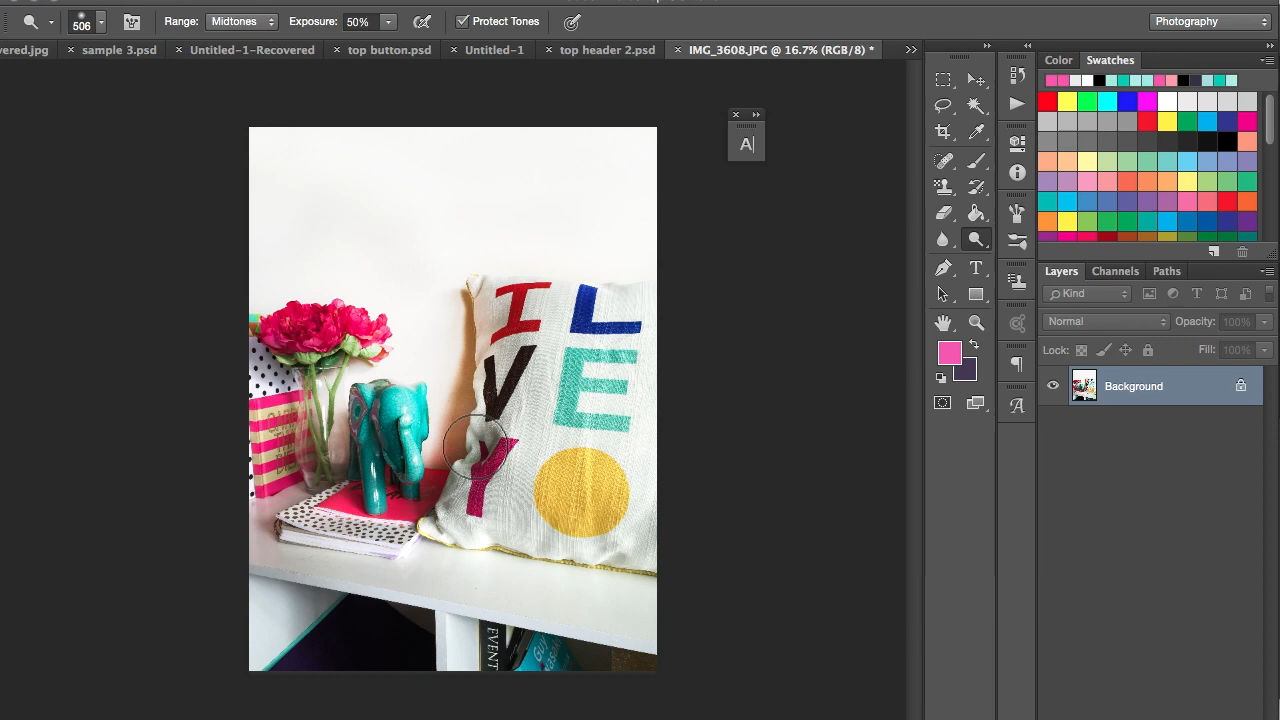 506 Range: Midtones Exposure: 50% Protect Tones Photography
vered.jpg × sample 3.psd × Untitled-1-Recovered × top button.psd × Untitled-1 × top header 2.psd × IMG_3608.JPG @ 16.7% (RGB/8) *
Color Swatches
A
Layers Channels Paths
Kind
Normal Opacity: 100%
Lock: Fill: 100%
Background
I L
V E
Y
EVENT
Guy